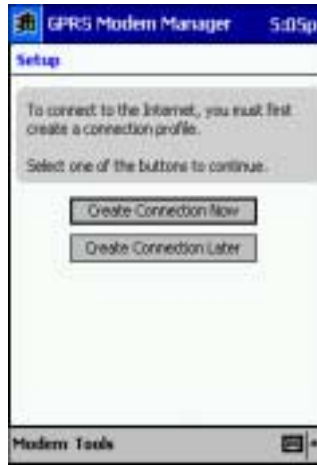 GPRS Modem Manager 5:05p
Setup
To connect to the Internet, you must first
create a connection profile.
Select one of the buttons to continue.
Create Connection Now
Create Connection Later
Modem Tools